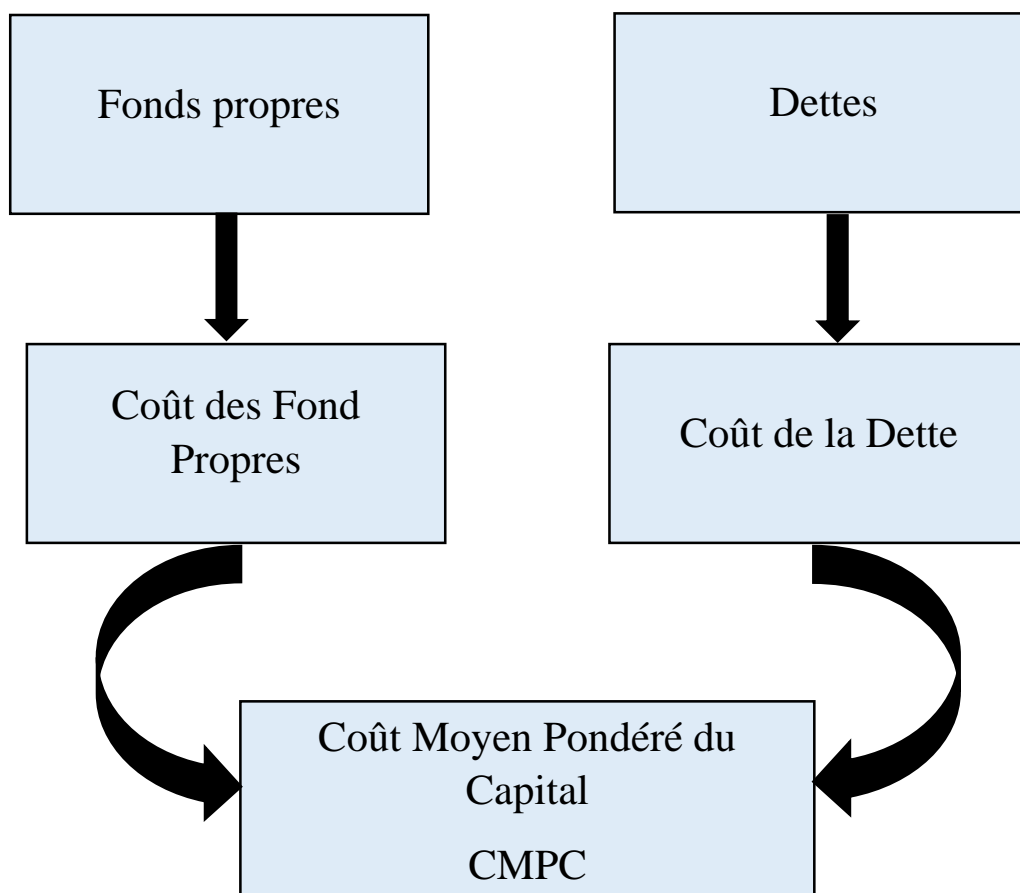 Fonds propres
Dettes
Coût des Fond
Propres
Coût de la Dette
Coût Moyen Pondéré du
Capital
CMPC